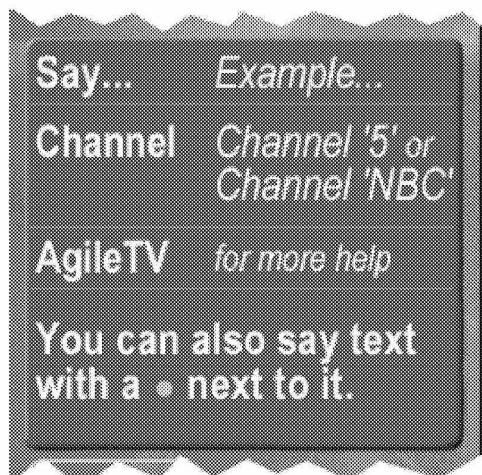 Say... Example...
Channel Channel '5' or
Channel 'NBC'
AgileTV for more help
You can also say text
with a ● next to it.